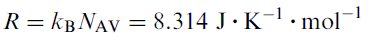 R = k_B N_AV = 8.314 J · K⁻¹ · mol⁻¹